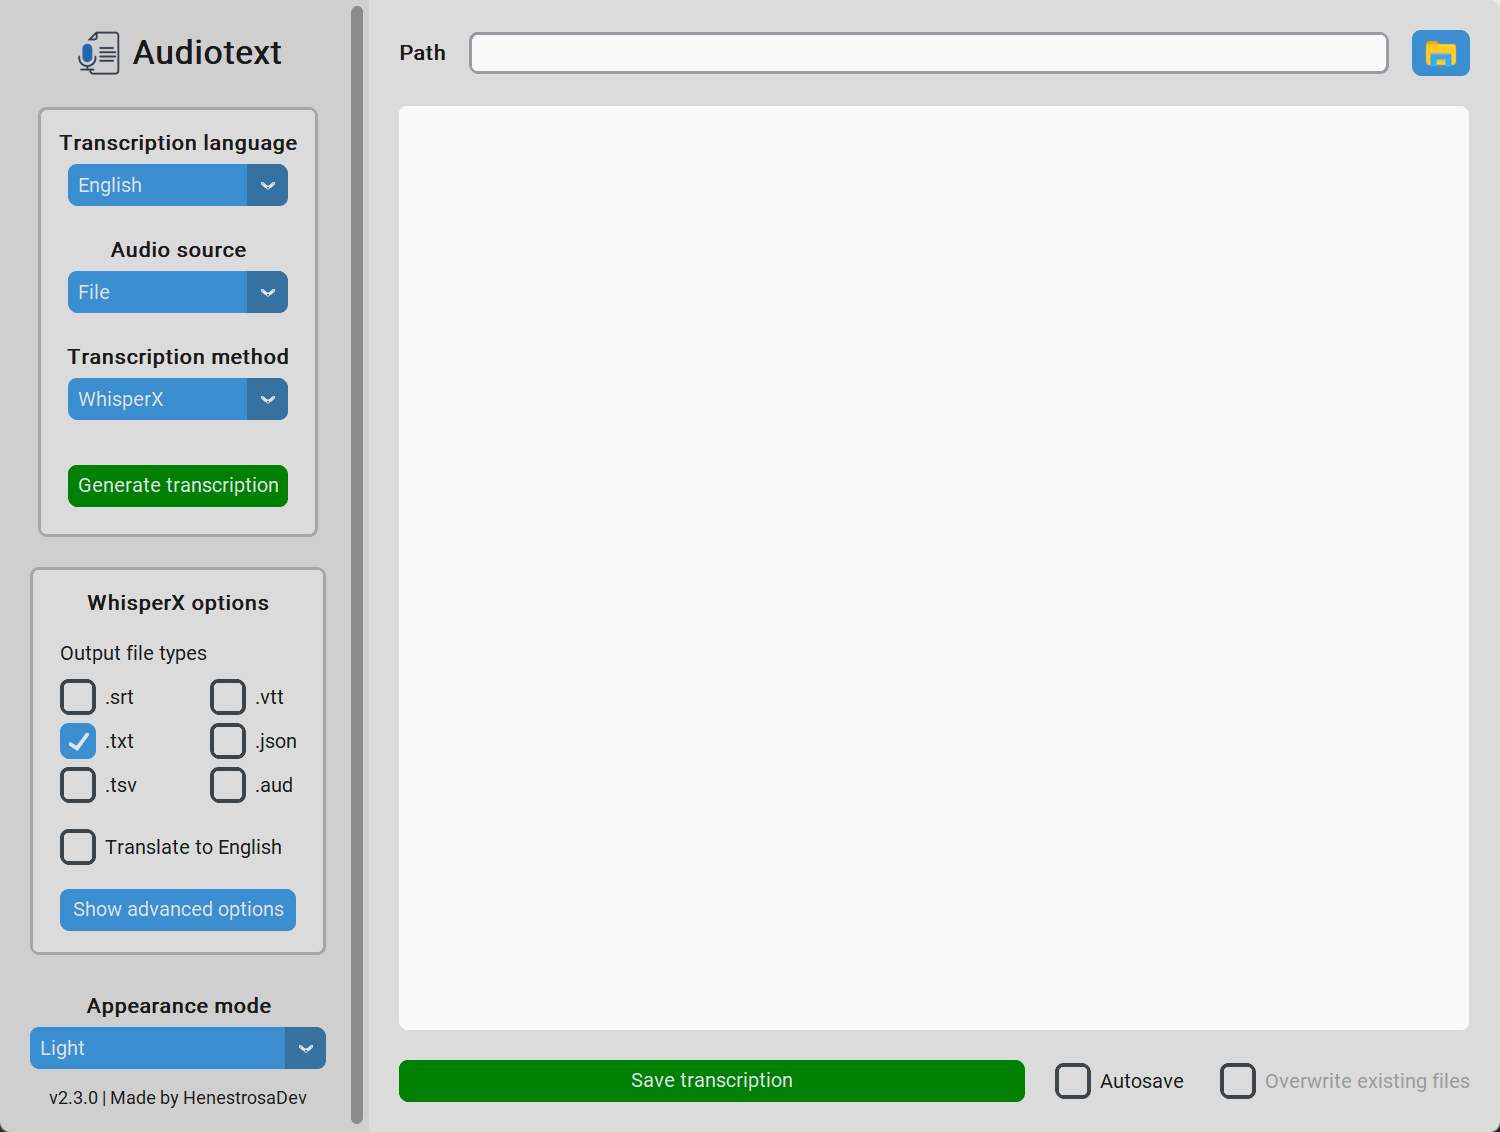 Audiotext
Transcription language
English
Audio source
File
Transcription method
WhisperX
Generate transcription
WhisperX options
Output file types
.srt
.vtt
.txt
.json
.tsv
.aud
Translate to English
Show advanced options
Appearance mode
Light
v2.3.0 | Made by HenestrosaDev
Path
Save transcription
Autosave
Overwrite existing files